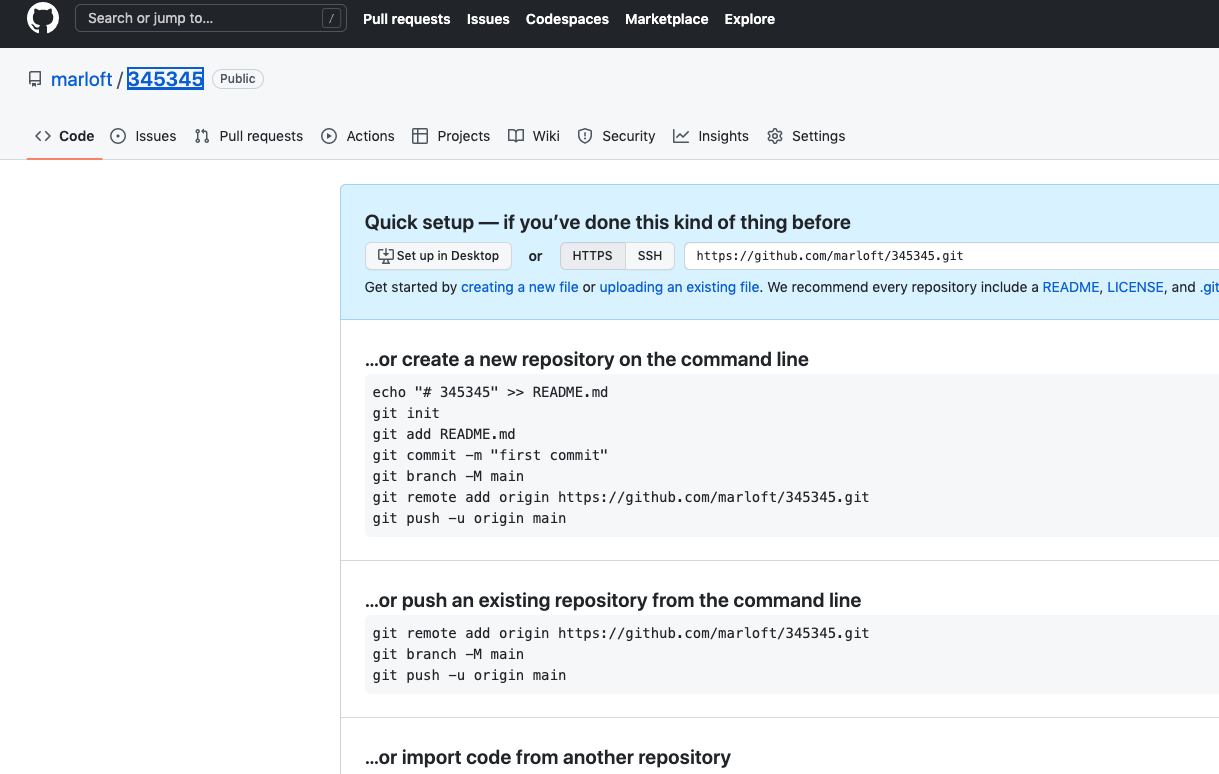 Search or jump to... /
Pull requests Issues Codespaces Marketplace Explore
marloft / 345345 Public
Code Issues Pull requests Actions Projects Wiki Security Insights Settings
Quick setup — if you’ve done this kind of thing before
Set up in Desktop or HTTPS SSH https://github.com/marloft/345345.git
Get started by creating a new file or uploading an existing file. We recommend every repository include a README, LICENSE, and .git
…or create a new repository on the command line
echo "# 345345" >> README.md
git init
git add README.md
git commit -m "first commit"
git branch -M main
git remote add origin https://github.com/marloft/345345.git
git push -u origin main
…or push an existing repository from the command line
git remote add origin https://github.com/marloft/345345.git
git branch -M main
git push -u origin main
…or import code from another repository